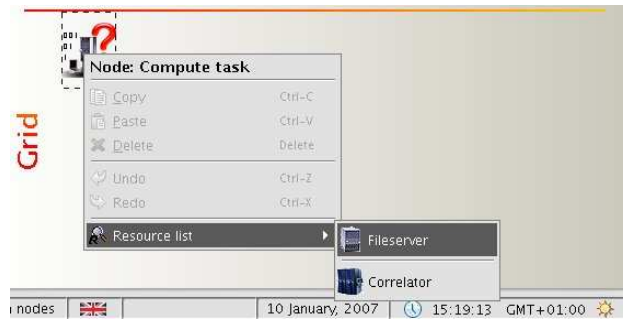 Node: Compute task
Copy Ctrl-C
Paste Ctrl-V
Delete Delete
Grid
Undo Ctrl-Z
Redo Ctrl-X
Resource list
Fileserver
Correlator
nodes 10 January, 2007 15:19:13 GMT+01:00